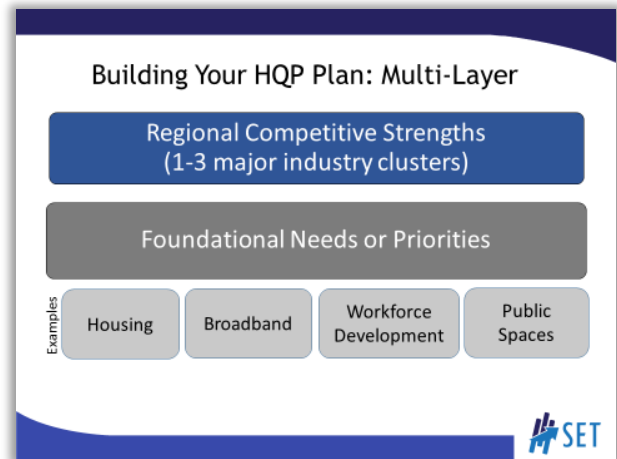 Building Your HQP Plan: Multi-Layer
Regional Competitive Strengths
(1-3 major industry clusters)
Foundational Needs or Priorities
Examples
Housing
Broadband
Workforce
Development
Public
Spaces
SET